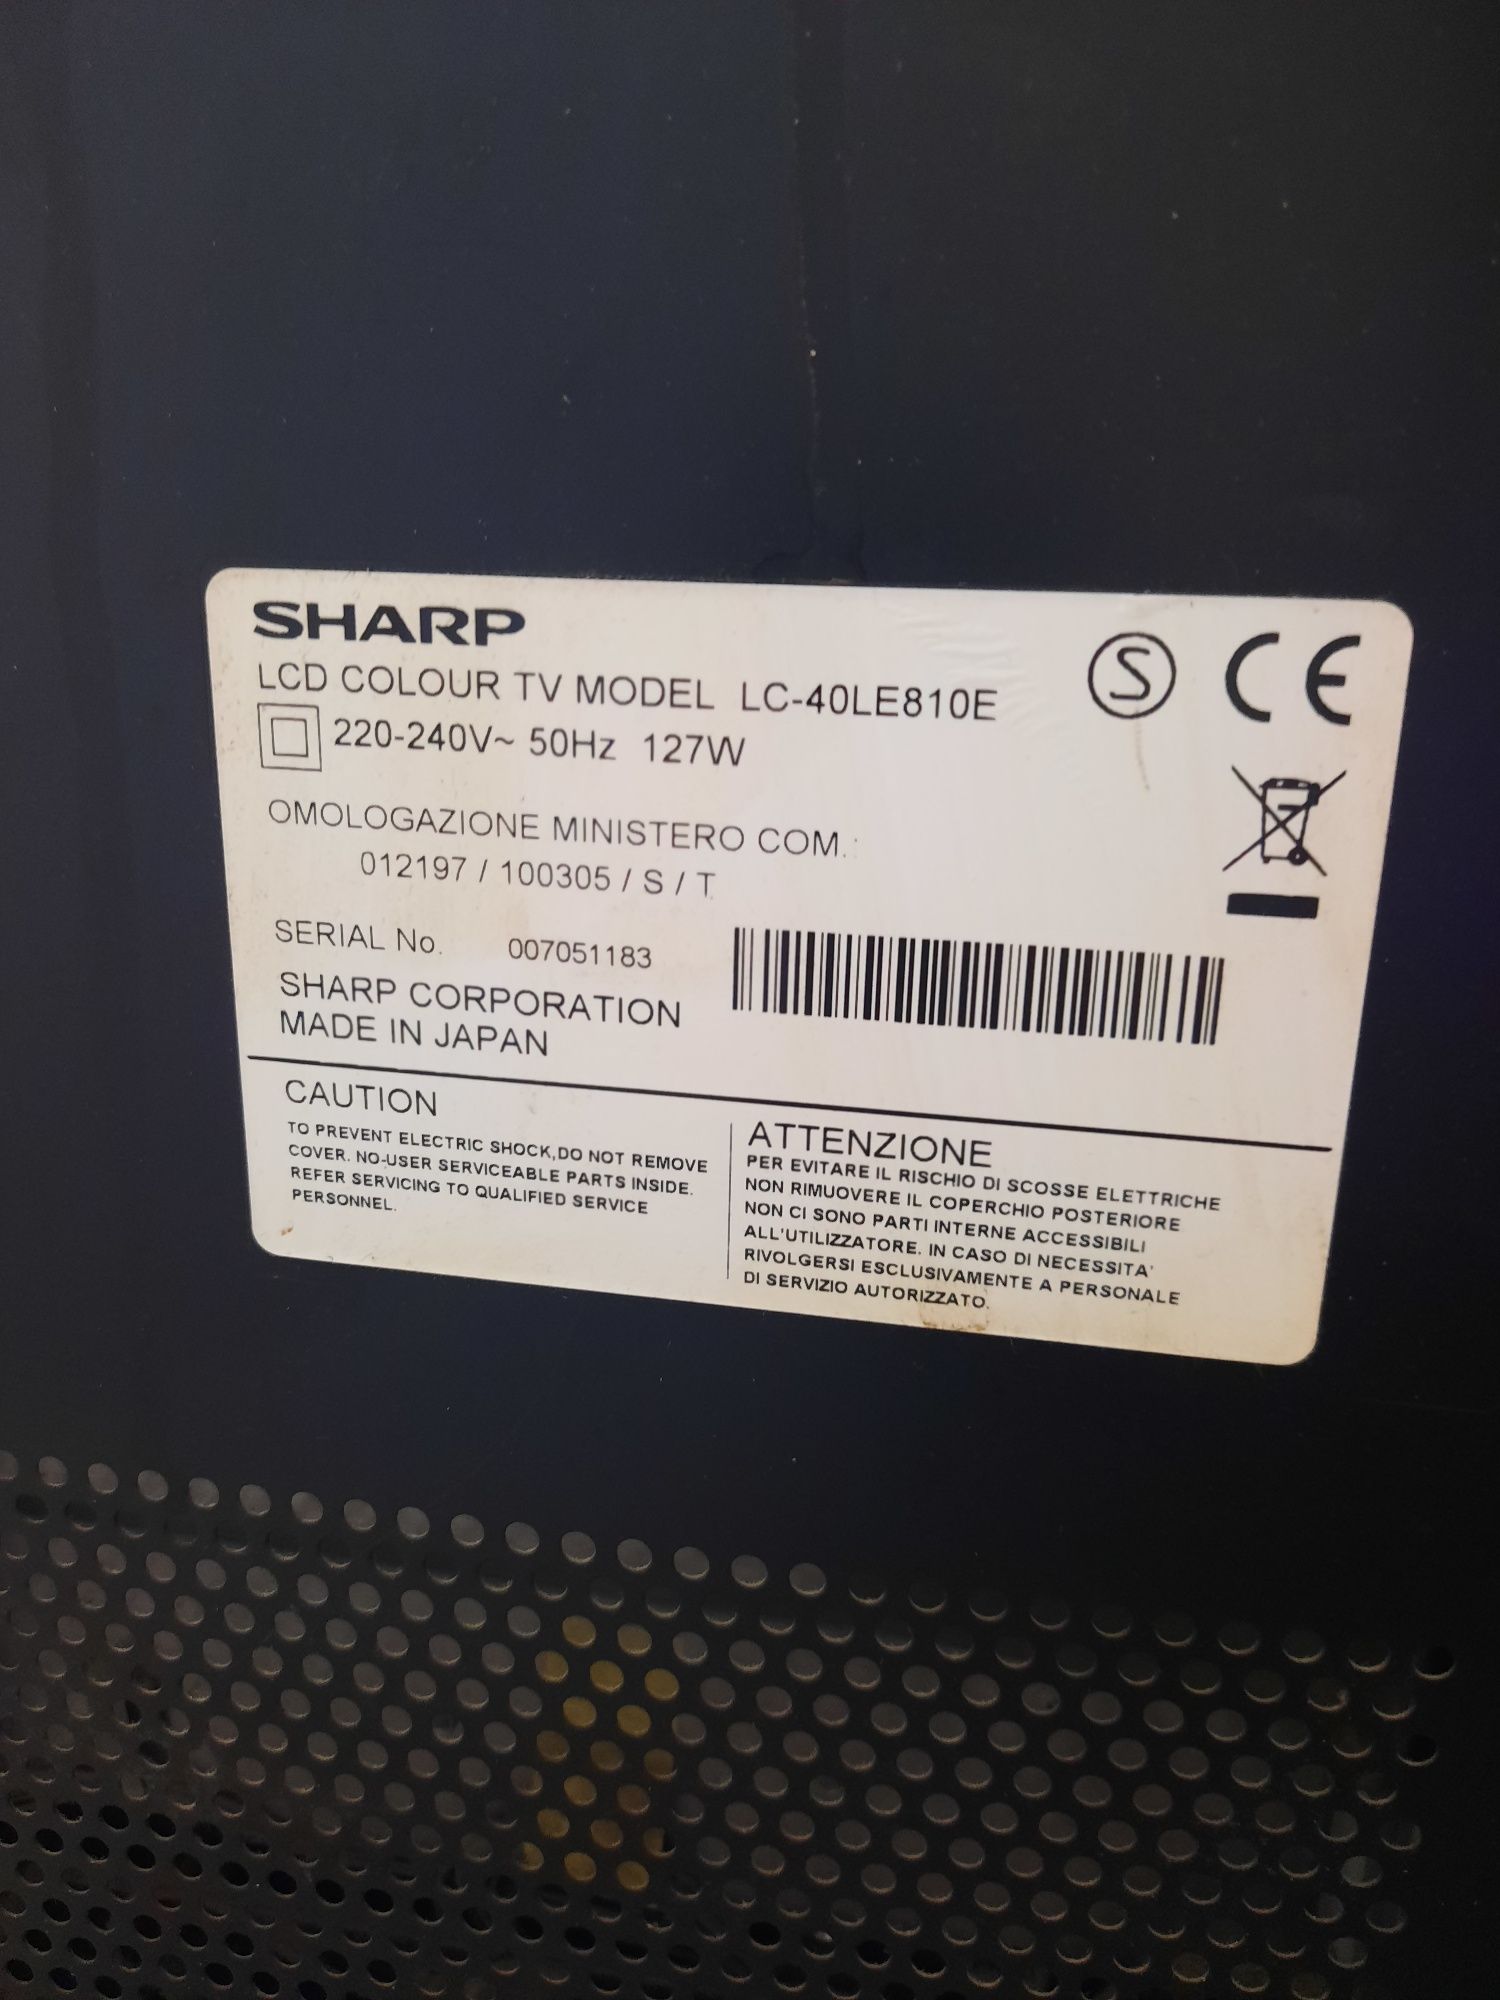 SHARP
LCD COLOUR TV MODEL LC-40LE810E
220-240V~ 50Hz 127W
S CE
OMOLOGAZIONE MINISTERO COM.:
012197 / 100305 / S / T
SERIAL No. 007051183
SHARP CORPORATION
MADE IN JAPAN
CAUTION
TO PREVENT ELECTRIC SHOCK,DO NOT REMOVE
COVER. NO-USER SERVICEABLE PARTS INSIDE.
REFER SERVICING TO QUALIFIED SERVICE
PERSONNEL.
ATTENZIONE
PER EVITARE IL RISCHIO DI SCOSSE ELETTRICHE
NON RIMUOVERE IL COPERCHIO POSTERIORE
NON CI SONO PARTI INTERNE ACCESSIBILI
ALL'UTILIZZATORE. IN CASO DI NECESSITA'
RIVOLGERSI ESCLUSIVAMENTE A PERSONALE
DI SERVIZIO AUTORIZZATO.